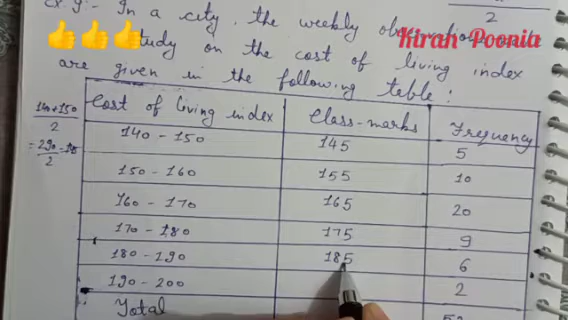 2
Ex.9:- In a city, the weekly observation
Kiran Poonia
study on the cost of living index
are given in the following table:
Cost of living index Class-marks Frequency
140+150
2
140 - 150 145 5
= 290
2
150 - 160 155 10
160 - 170 165 20
170 - 180 175 9
180 - 190 185 6
190 - 200 2
Total 52